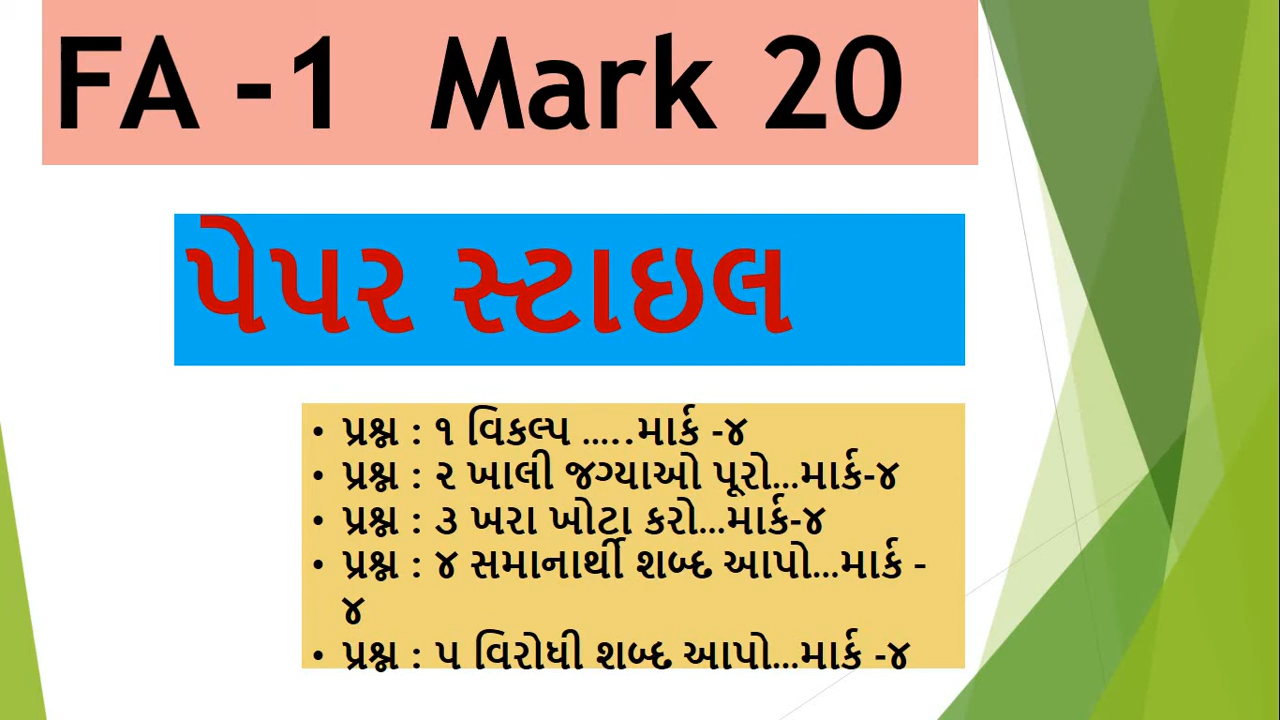 FA -1 Mark 20
પેપર સ્ટાઇલ
• પ્રશ્ન : ૧ વિકલ્પ .....માર્ક -૪
• પ્રશ્ન : ૨ ખાલી જગ્યાઓ પૂરો...માર્ક-૪
• પ્રશ્ન : ૩ ખરા ખોટા કરો...માર્ક-૪
• પ્રશ્ન : ૪ સમાનાર્થી શબ્દ આપો...માર્ક -
૪
• પ્રશ્ન : ૫ વિરોધી શબ્દ આપો...માર્ક -૪